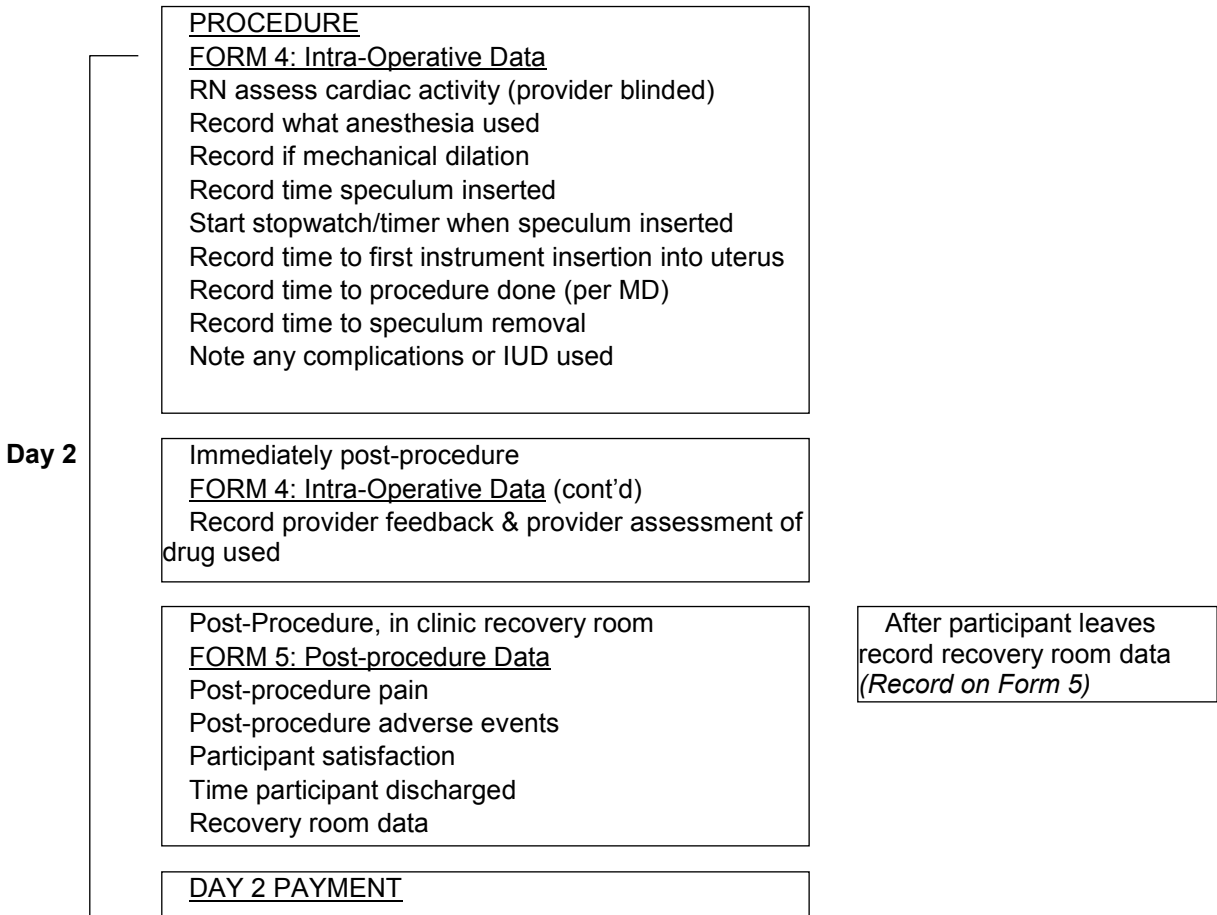 PROCEDURE
FORM 4: Intra-Operative Data
RN assess cardiac activity (provider blinded)
Record what anesthesia used
Record if mechanical dilation
Record time speculum inserted
Start stopwatch/timer when speculum inserted
Record time to first instrument insertion into uterus
Record time to procedure done (per MD)
Record time to speculum removal
Note any complications or IUD used
Day 2
Immediately post-procedure
FORM 4: Intra-Operative Data (cont’d)
Record provider feedback & provider assessment of
drug used
Post-Procedure, in clinic recovery room
FORM 5: Post-procedure Data
Post-procedure pain
Post-procedure adverse events
Participant satisfaction
Time participant discharged
Recovery room data
After participant leaves
record recovery room data
(Record on Form 5)
DAY 2 PAYMENT